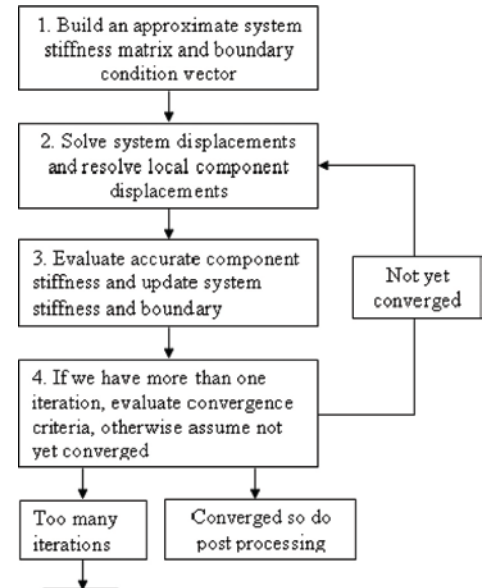 1. Build an approximate system
stiffness matrix and boundary
condition vector
2. Solve system displacements
and resolve local component
displacements
3. Evaluate accurate component
stiffness and update system
stiffness and boundary
Not yet
converged
4. If we have more than one
iteration, evaluate convergence
criteria, otherwise assume not
yet converged
Too many
iterations
Converged so do
post processing